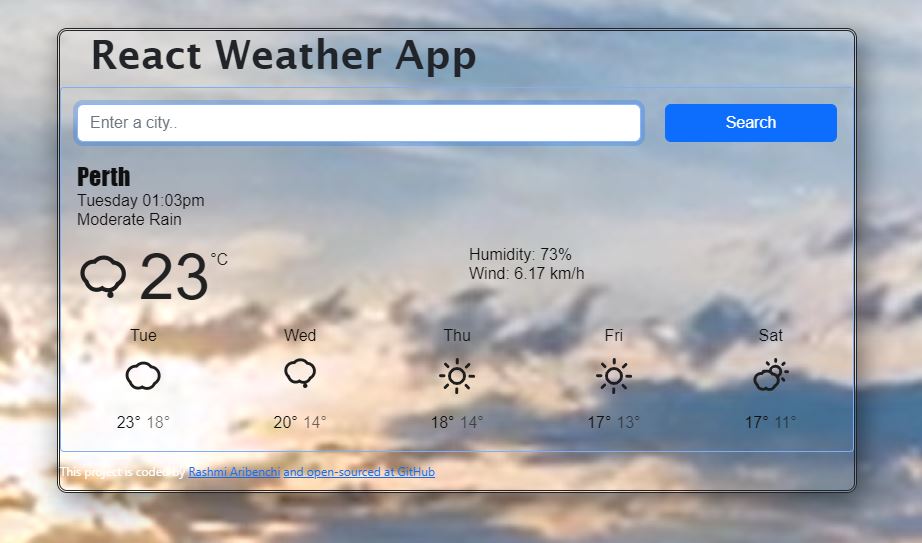 React Weather App
Enter a city..
Search
Perth
Tuesday 01:03pm
Moderate Rain
23 °C
Humidity: 73%
Wind: 6.17 km/h
Tue Wed Thu Fri Sat
23° 18° 20° 14° 18° 14° 17° 13° 17° 11°
This project is coded by Rashmi Aribenchi and open-sourced at GitHub